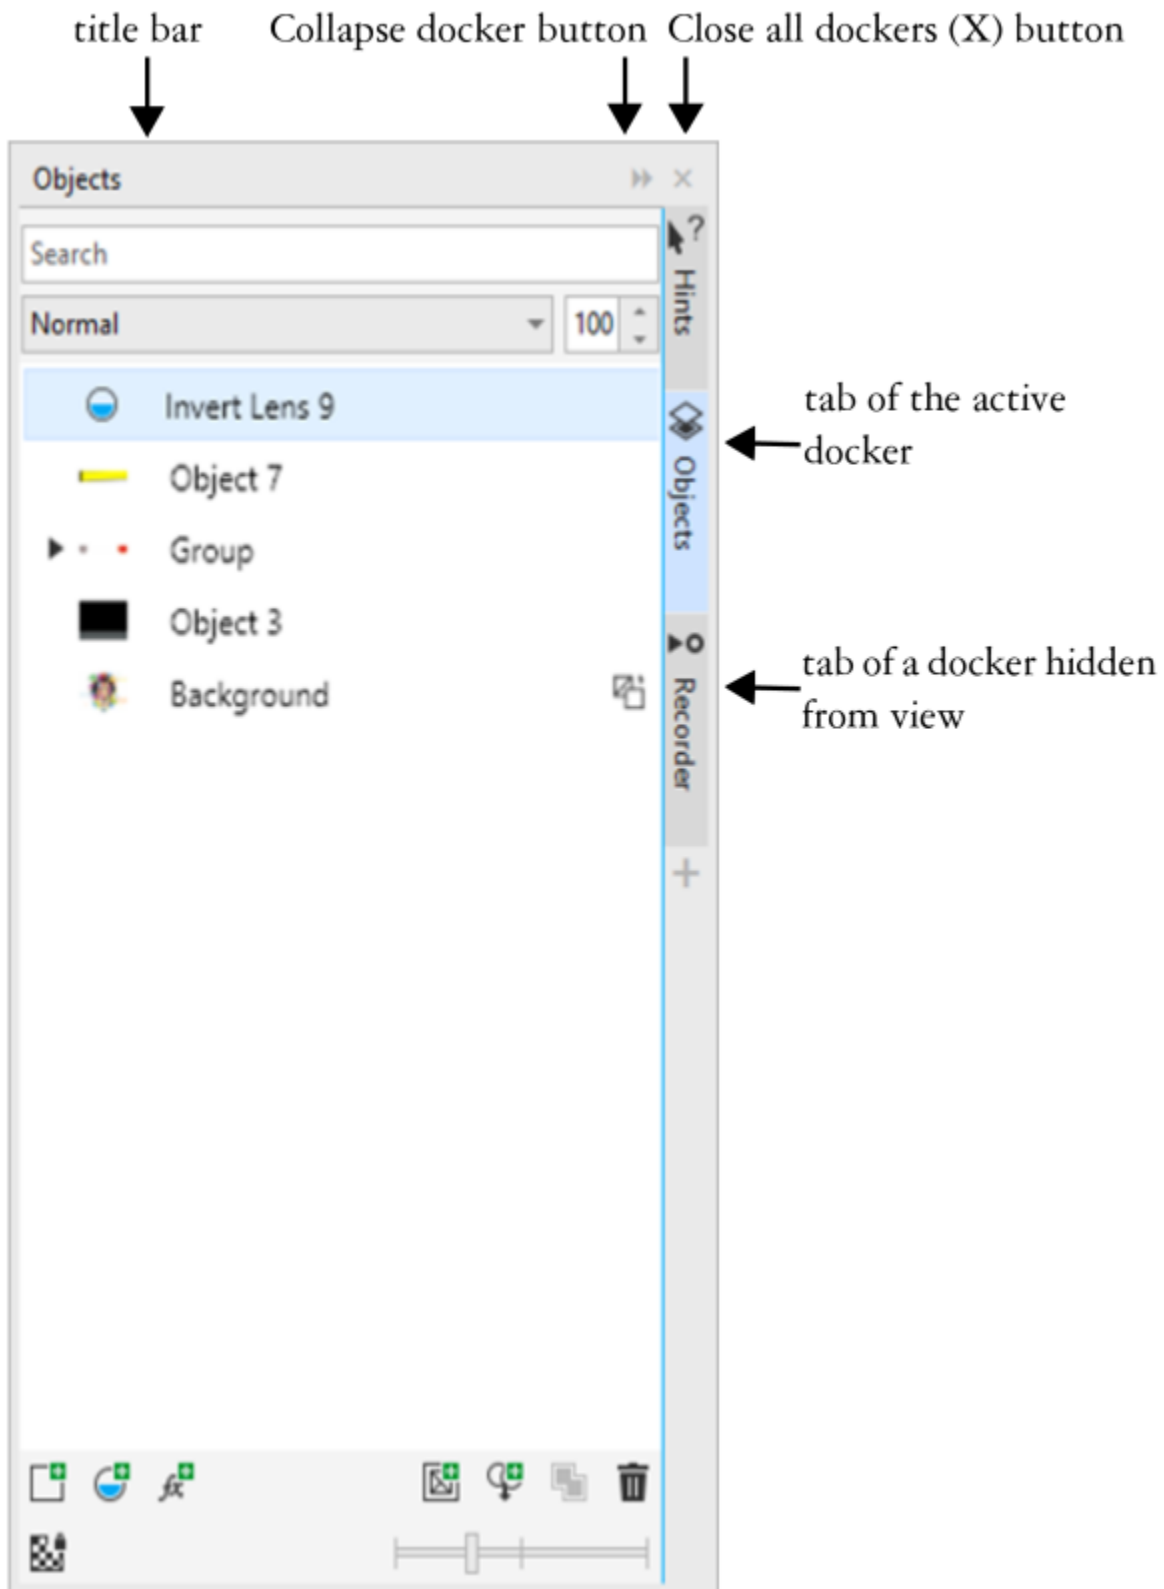 title bar
Collapse docker button
Close all dockers (X) button
Objects
Search
Normal
100
Invert Lens 9
Object 7
Group
Object 3
Background
Hints
Objects
Recorder
tab of the active
docker
tab of a docker hidden
from view